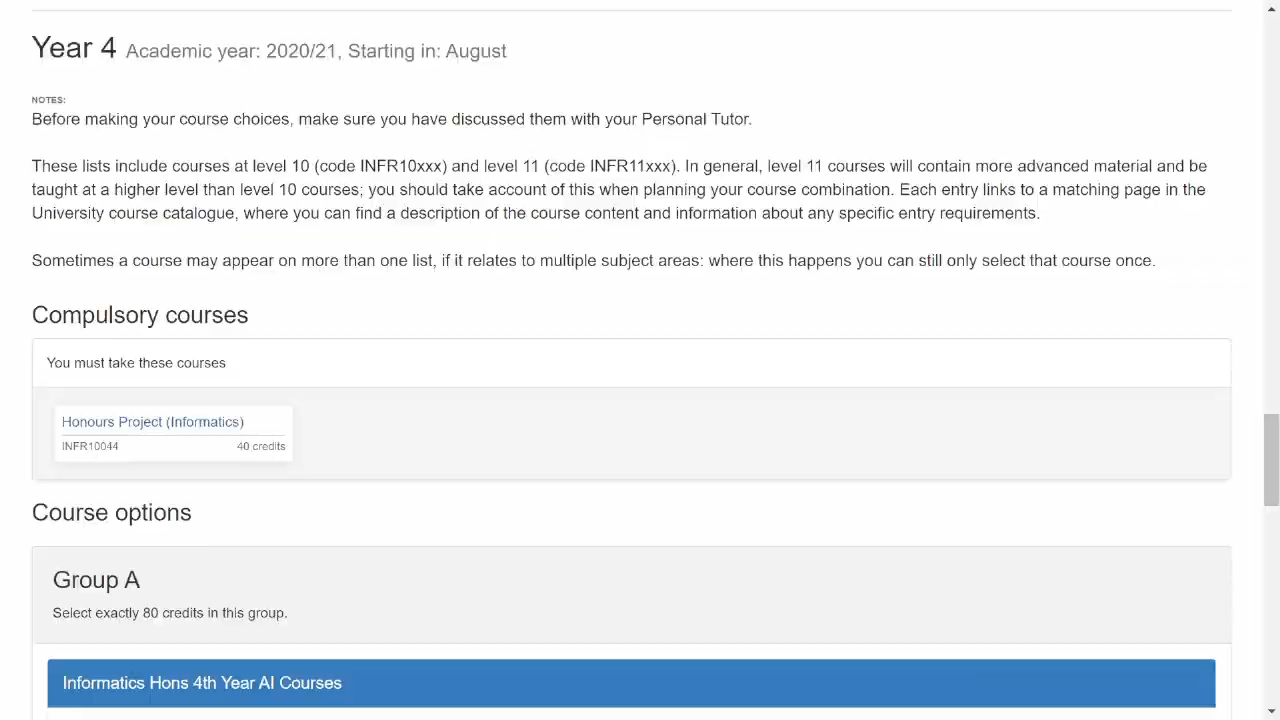 Year 4 Academic year: 2020/21, Starting in: August
NOTES:
Before making your course choices, make sure you have discussed them with your Personal Tutor.
These lists include courses at level 10 (code INFR10xxx) and level 11 (code INFR11xxx). In general, level 11 courses will contain more advanced material and be
taught at a higher level than level 10 courses; you should take account of this when planning your course combination. Each entry links to a matching page in the
University course catalogue, where you can find a description of the course content and information about any specific entry requirements.
Sometimes a course may appear on more than one list, if it relates to multiple subject areas: where this happens you can still only select that course once.
Compulsory courses
You must take these courses
Honours Project (Informatics)
INFR10044 40 credits
Course options
Group A
Select exactly 80 credits in this group.
Informatics Hons 4th Year AI Courses